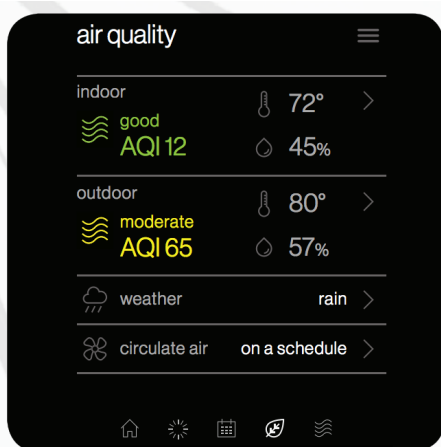 air quality
indoor
72°
good
AQI 12
45%
outdoor
80°
moderate
AQI 65
57%
weather rain
circulate air on a schedule